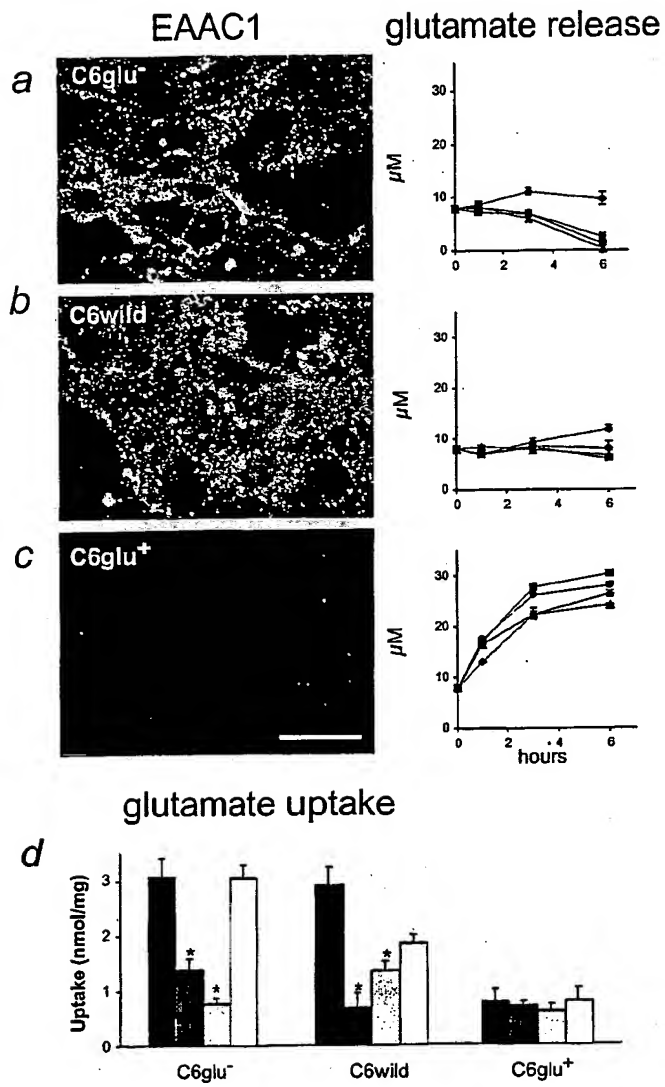 EAAC1 glutamate release
a C6glu⁻
30
20
10
0
µM
0 2 4 6
b C6wild
30
20
10
0
µM
0 2 4 6
c C6glu⁺
30
20
10
0
µM
0 2 4 6
hours
glutamate uptake
d
Uptake (nmol/mg)
3
2
1
0
* * * *
C6glu⁻ C6wild C6glu⁺